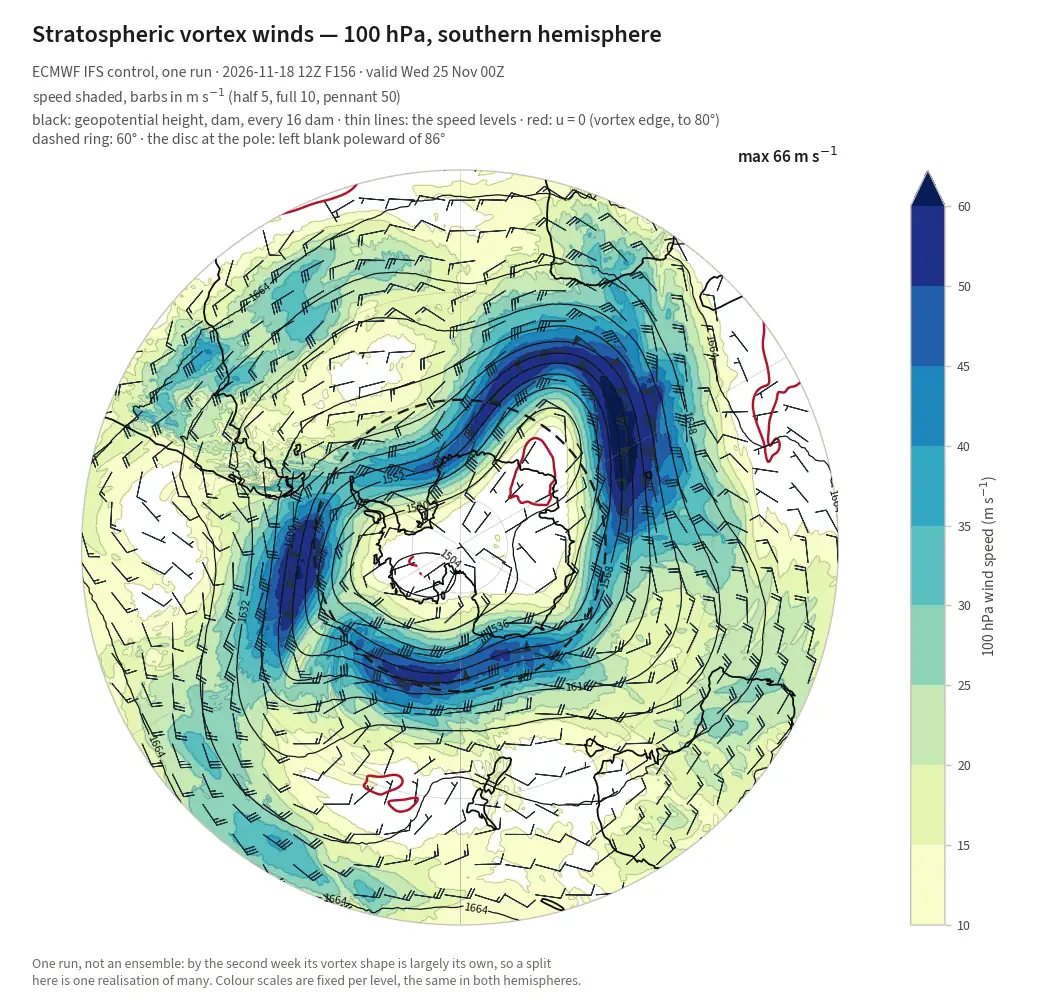 Stratospheric vortex winds — 100 hPa, southern hemisphere
ECMWF IFS control, one run · 2026-11-18 12Z F156 · valid Wed 25 Nov 00Z
speed shaded, barbs in m s⁻¹ (half 5, full 10, pennant 50)
black: geopotential height, dam, every 16 dam · thin lines: the speed levels · red: u = 0 (vortex edge, to 80°)
dashed ring: 60° · the disc at the pole: left blank poleward of 86°
max 66 m s⁻¹
60
50
45
40
35
30
25
20
15
10
100 hPa wind speed (m s⁻¹)
1664
1664
1648
1552
1600
1504
1568
1632
1536
1616
1664
1664
1664
One run, not an ensemble: by the second week its vortex shape is largely its own, so a split
here is one realisation of many. Colour scales are fixed per level, the same in both hemispheres.